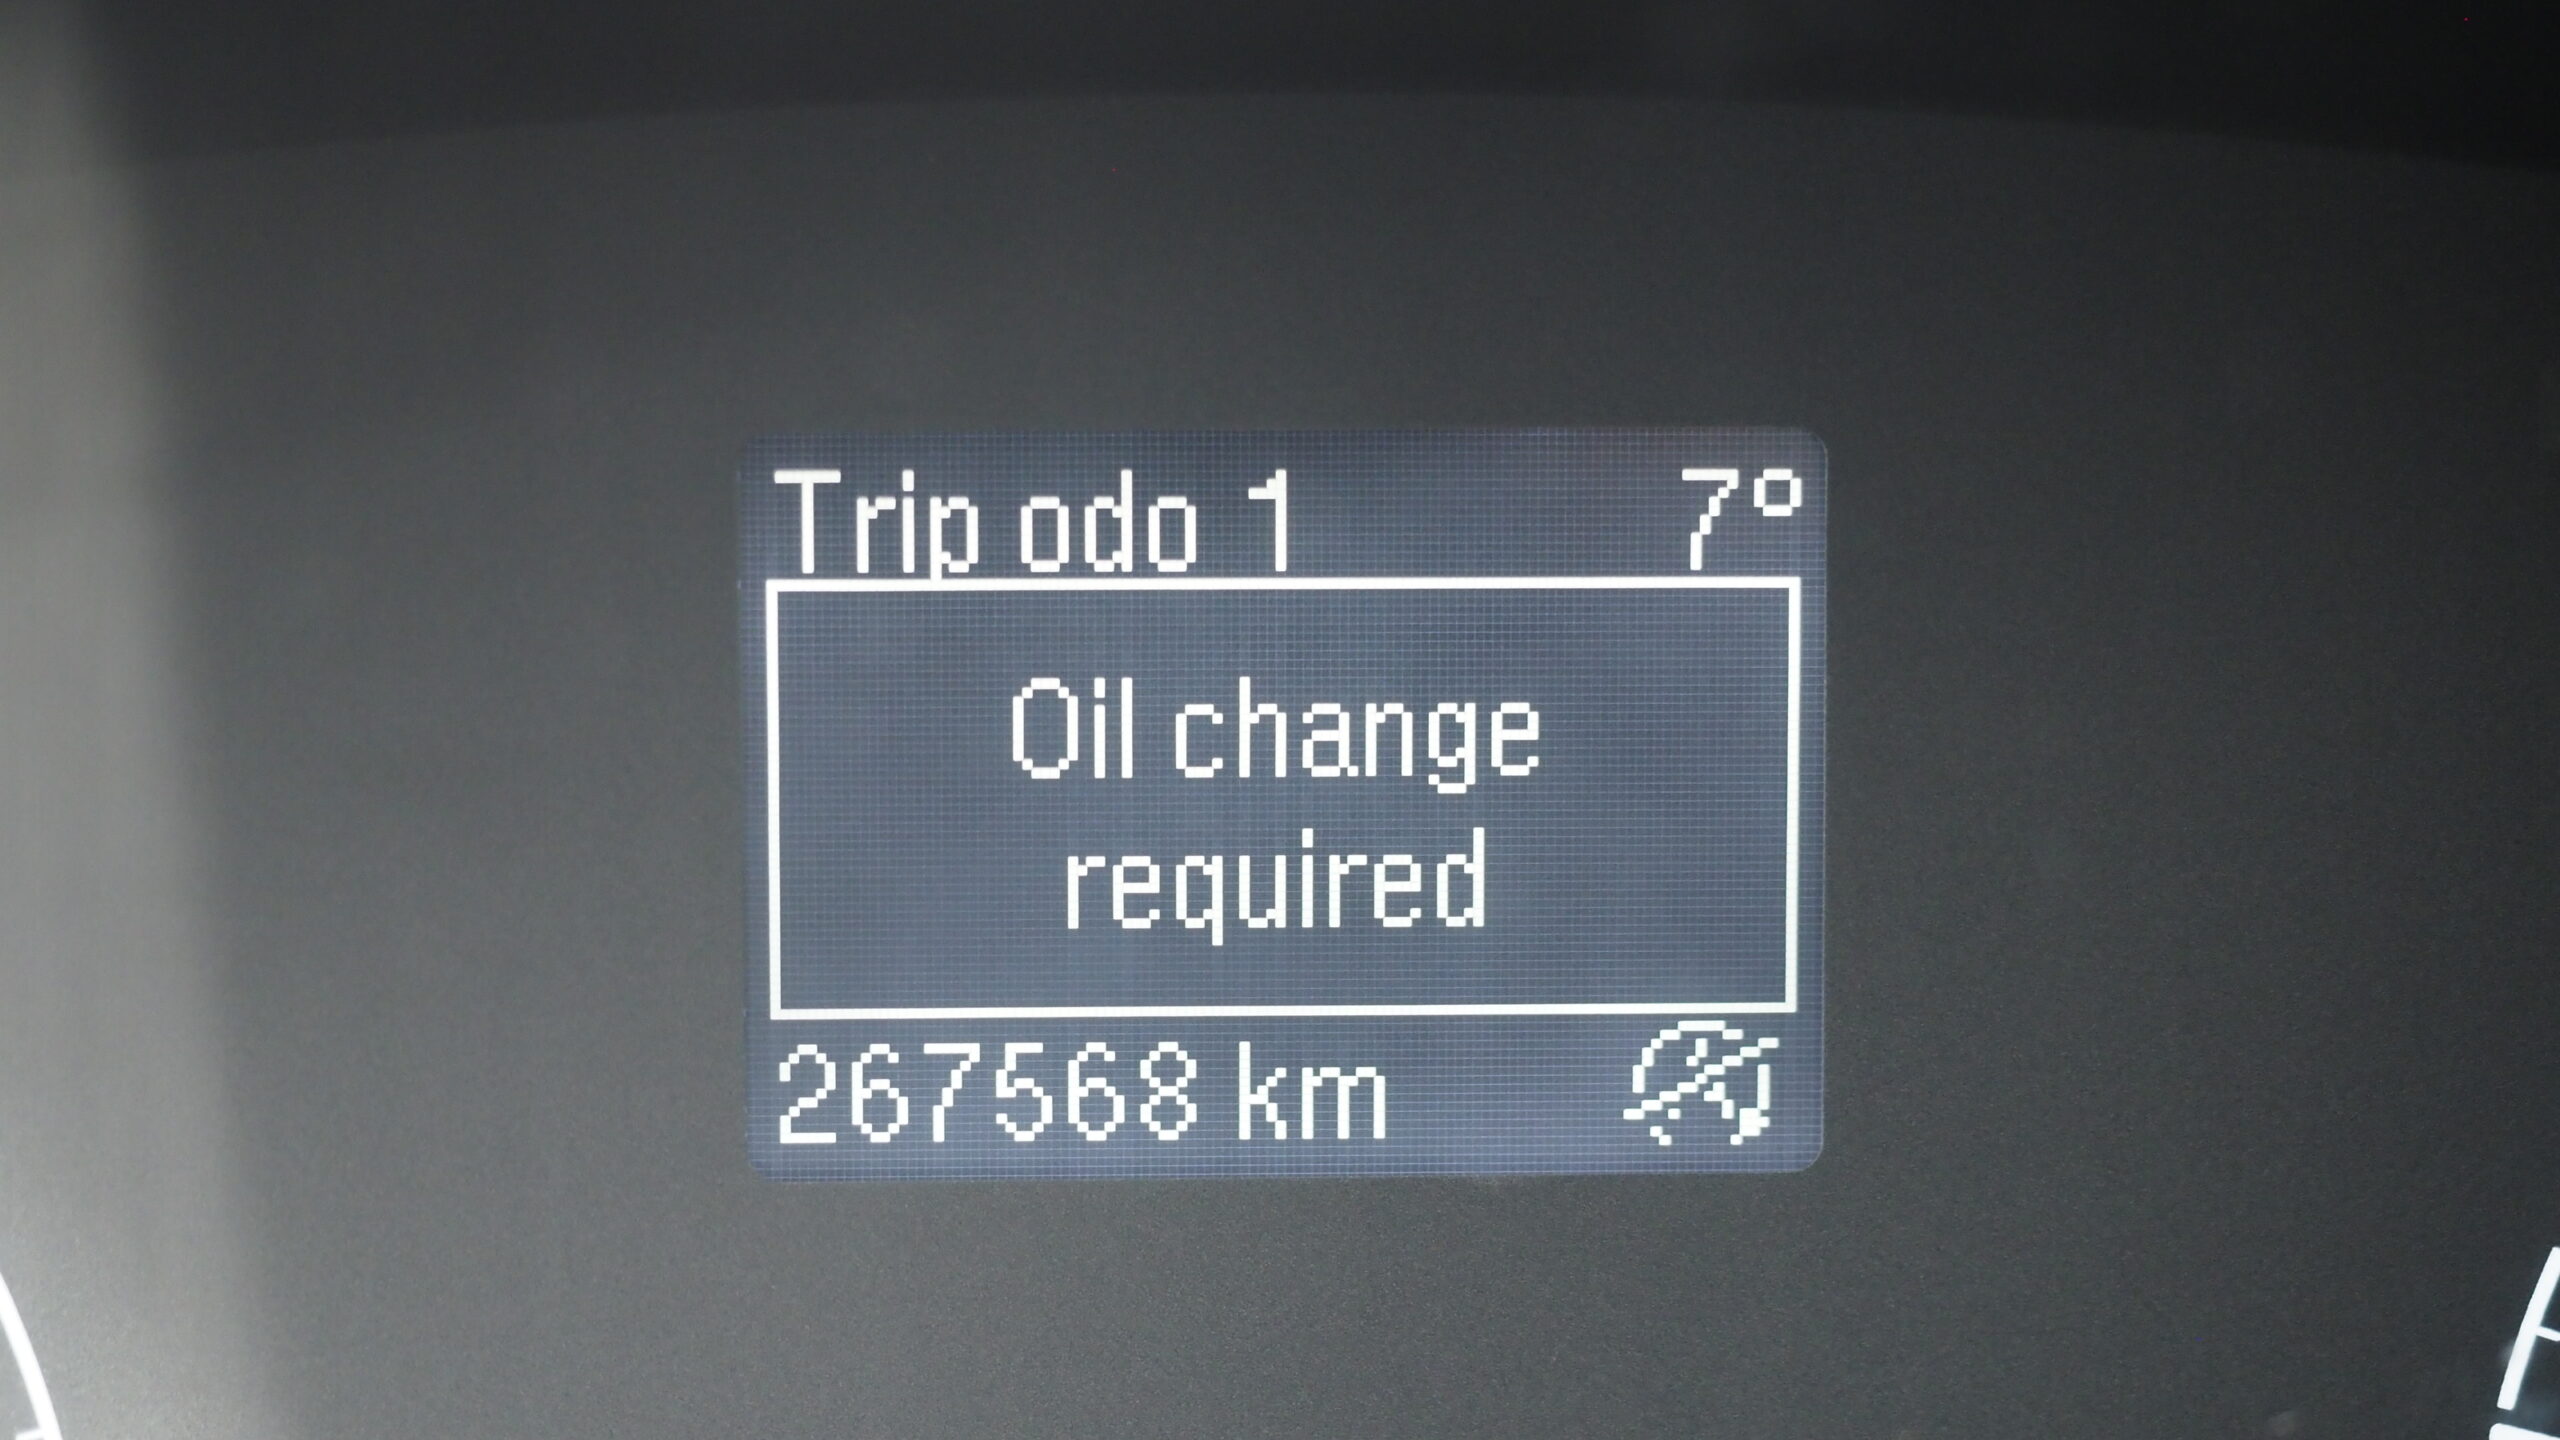 Trip odo 1 7°
Oil change
required
267568 km